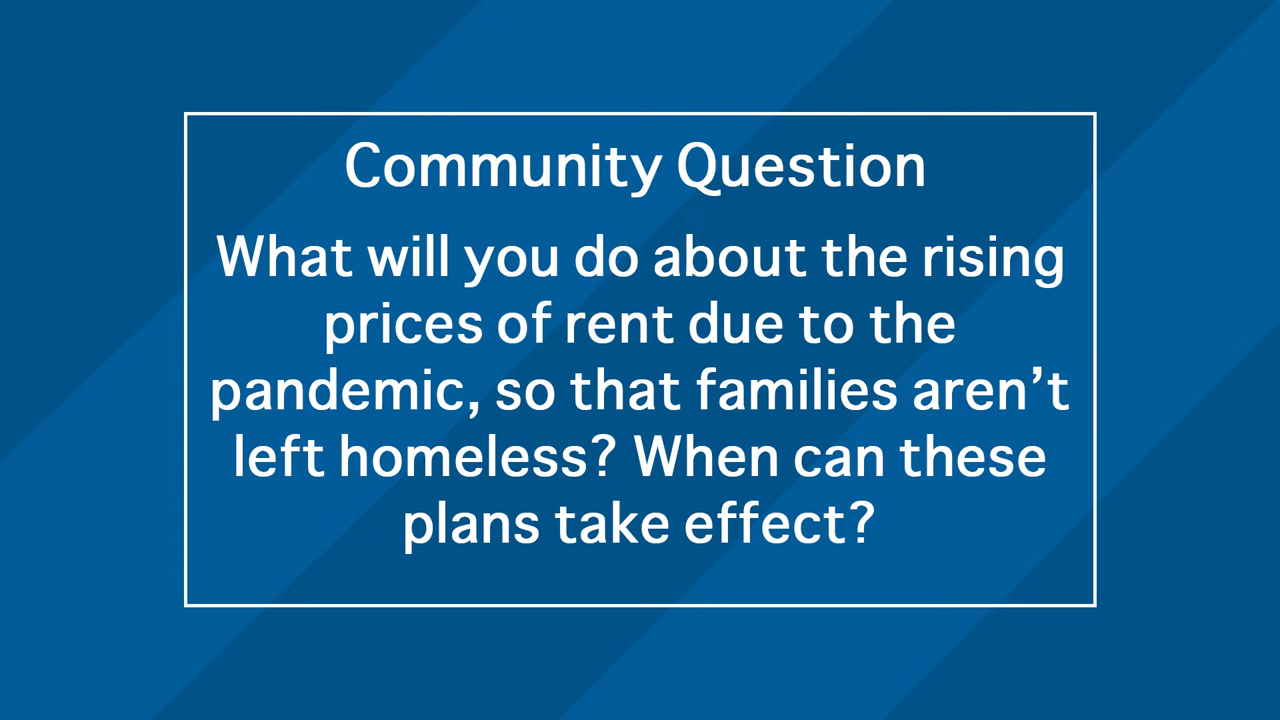 Community Question
What will you do about the rising
prices of rent due to the
pandemic, so that families aren’t
left homeless? When can these
plans take effect?